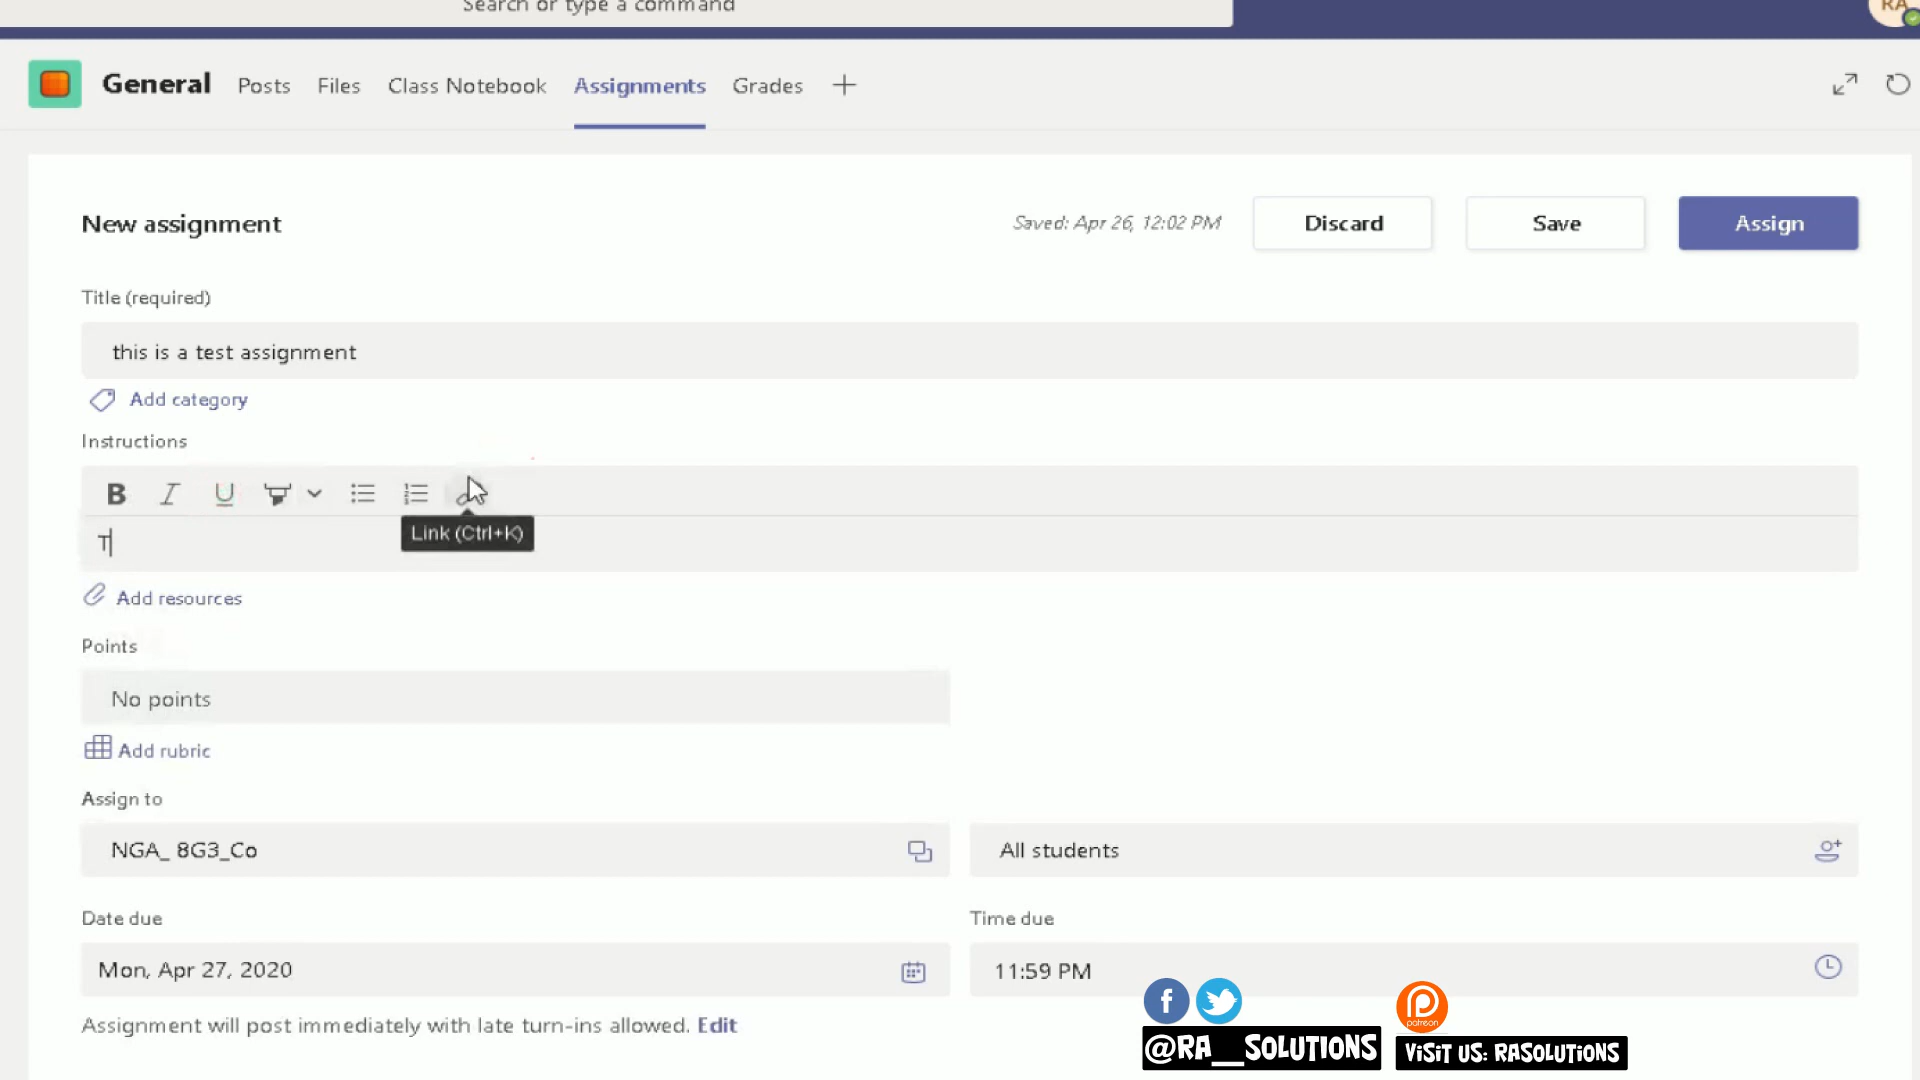 Search or type a command
RA
General Posts Files Class Notebook Assignments Grades
New assignment
Saved: Apr 26, 12:02 PM
Discard
Save
Assign
Title (required)
this is a test assignment
Add category
Instructions
B I U
Link (Ctrl+K)
T
Add resources
Points
No points
Add rubric
Assign to
NGA_ 8G3_Co
All students
Date due
Time due
Mon, Apr 27, 2020
11:59 PM
Assignment will post immediately with late turn-ins allowed. Edit
f
patreon
@RA__SOLUTIONS
ViSiT US: RASOLUTiONS